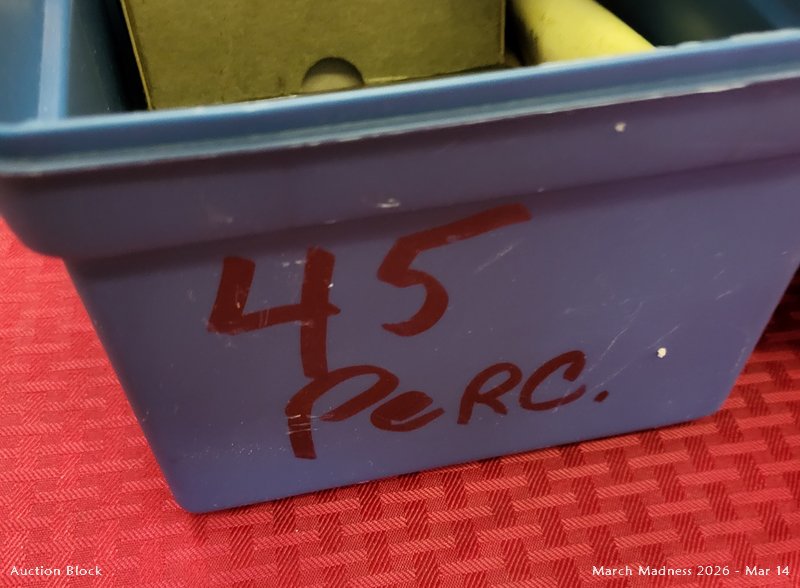 45
PeRC.
Auction Block
March Madness 2026 - Mar 14